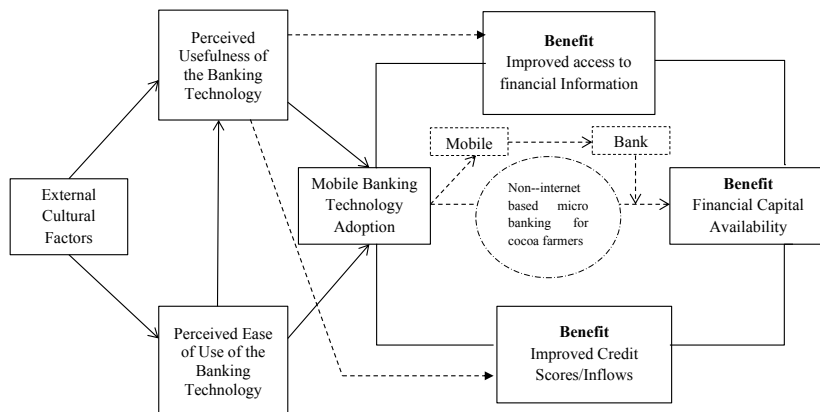 Perceived
Usefulness of
the Banking
Technology
Benefit
Improved access to
financial Information
Mobile
Bank
External
Cultural
Factors
Mobile Banking
Technology
Adoption
Non--internet
based micro
banking for
cocoa farmers
Benefit
Financial Capital
Availability
Perceived Ease
of Use of the
Banking
Technology
Benefit
Improved Credit
Scores/Inflows